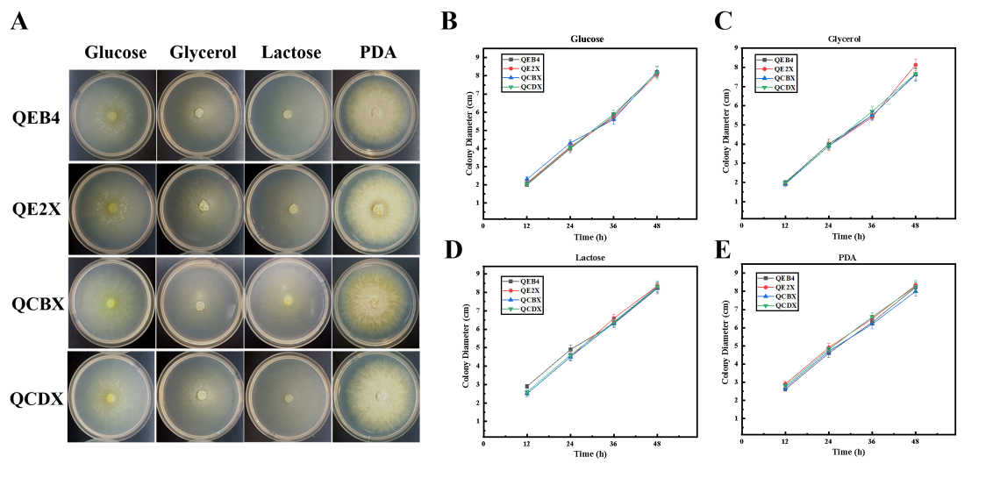 A
Glucose Glycerol Lactose PDA
QEB4
QE2X
QCBX
QCDX
B
Glucose
QEB4
QE2X
QCBX
QCDX
Colony Diameter (cm)
9
8
7
6
5
4
3
2
1
0 12 24 36 48
Time (h)
C
Glycerol
QEB4
QE2X
QCBX
QCDX
Colony Diameter (cm)
9
8
7
6
5
4
3
2
1
0 12 24 36 48
Time (h)
D
Lactose
QEB4
QE2X
QCBX
QCDX
Colony Diameter (cm)
9
8
7
6
5
4
3
2
1
0 12 24 36 48
Time (h)
E
PDA
QEB4
QE2X
QCBX
QCDX
Colony Diameter (cm)
9
8
7
6
5
4
3
2
1
0 12 24 36 48
Time (h)